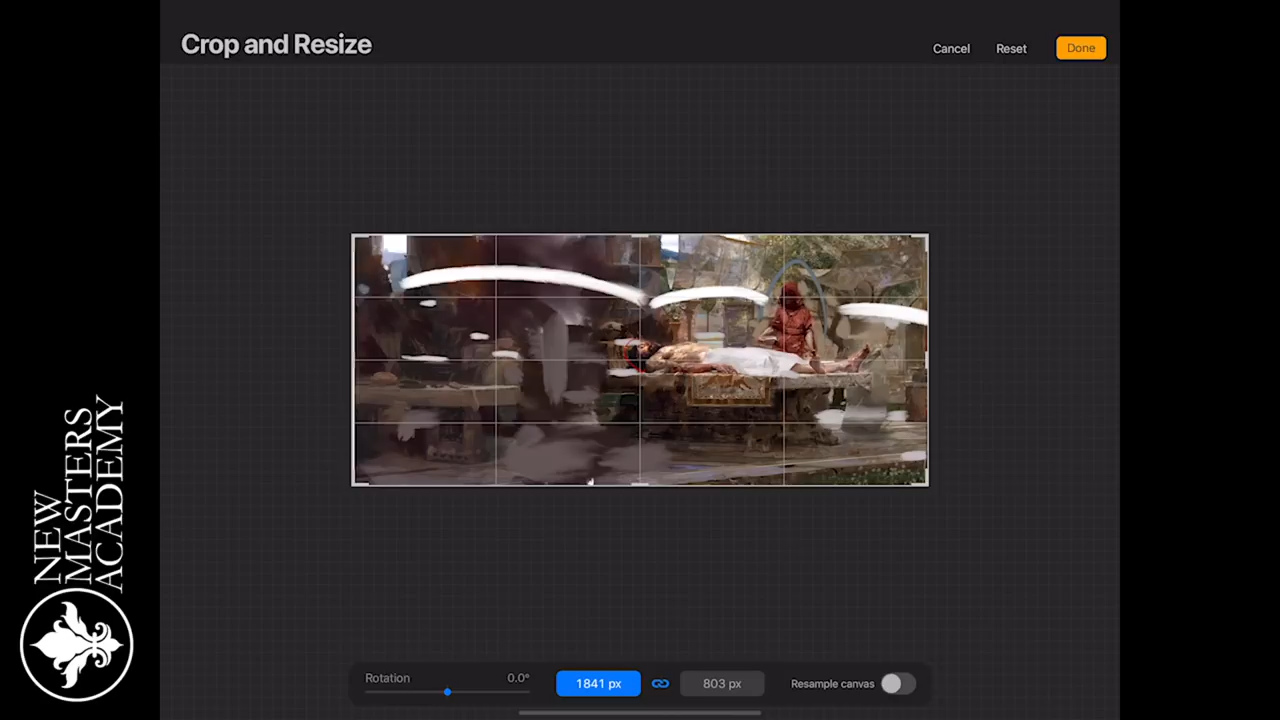 Crop and Resize
Cancel
Reset
Done
NEW
MASTERS
ACADEMY
Rotation
0.0°
1841 px
803 px
Resample canvas